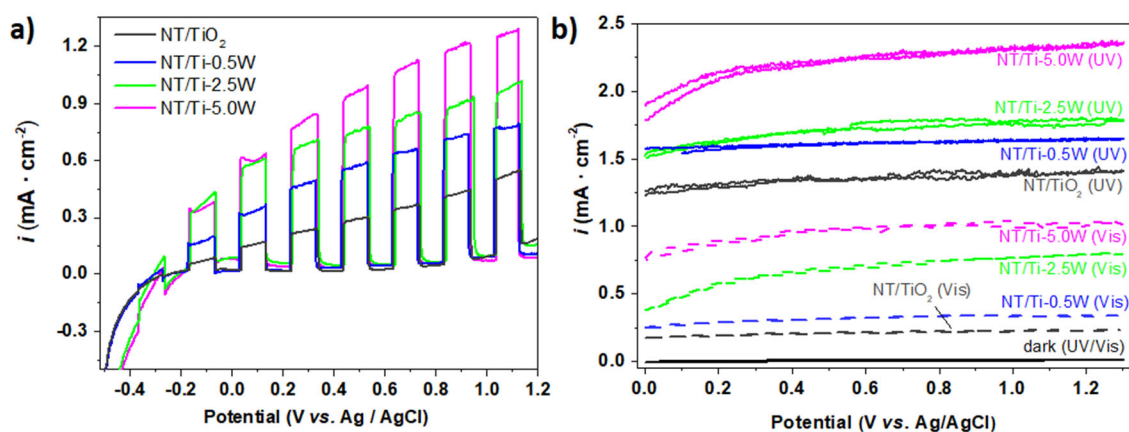 a)
NT/TiO₂
NT/Ti-0.5W
NT/Ti-2.5W
NT/Ti-5.0W
1.2
0.9
0.6
0.3
0.0
-0.3
i (mA · cm⁻²)
-0.4 -0.2 0.0 0.2 0.4 0.6 0.8 1.0 1.2
Potential (V vs. Ag / AgCl)
b)
2.5
2.0
1.5
1.0
0.5
0.0
i (mA · cm⁻²)
NT/Ti-5.0W (UV)
NT/Ti-2.5W (UV)
NT/Ti-0.5W (UV)
NT/TiO₂ (UV)
NT/Ti-5.0W (Vis)
NT/Ti-2.5W (Vis)
NT/TiO₂ (Vis)
NT/Ti-0.5W (Vis)
dark (UV/Vis)
0.0 0.2 0.4 0.6 0.8 1.0 1.2
Potential (V vs. Ag/AgCl)